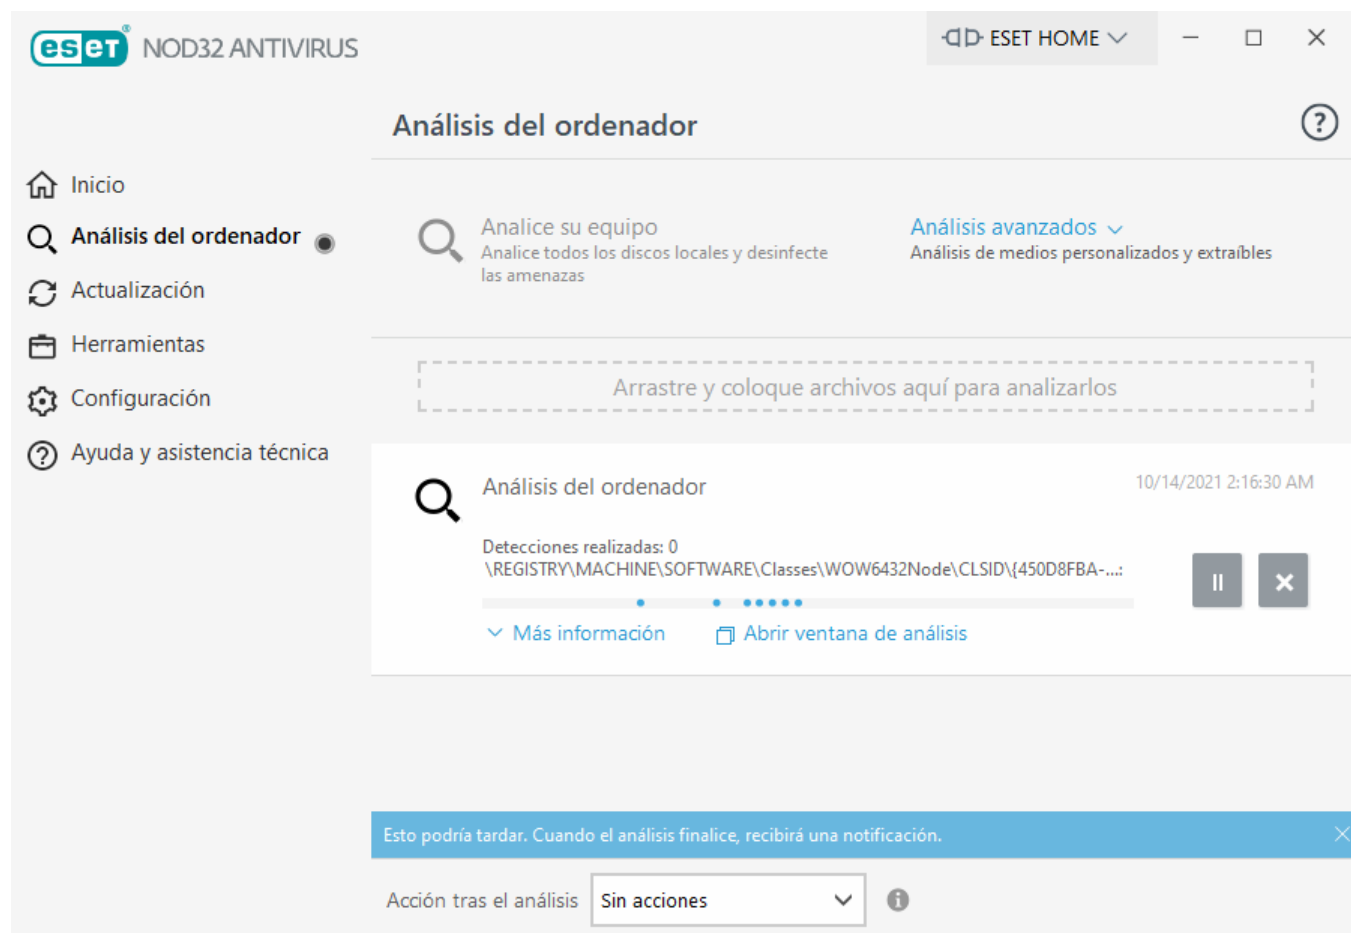 eset® NOD32 ANTIVIRUS
ESET HOME
Análisis del ordenador
?
Inicio
Análisis del ordenador
Actualización
Herramientas
Configuración
Ayuda y asistencia técnica
Analice su equipo
Analice todos los discos locales y desinfecte
las amenazas
Análisis avanzados
Análisis de medios personalizados y extraíbles
Arrastre y coloque archivos aquí para analizarlos
Análisis del ordenador
10/14/2021 2:16:30 AM
Detecciones realizadas: 0
\REGISTRY\MACHINE\SOFTWARE\Classes\WOW6432Node\CLSID\{450D8FBA-...:
Más información
Abrir ventana de análisis
Esto podría tardar. Cuando el análisis finalice, recibirá una notificación.
Acción tras el análisis
Sin acciones